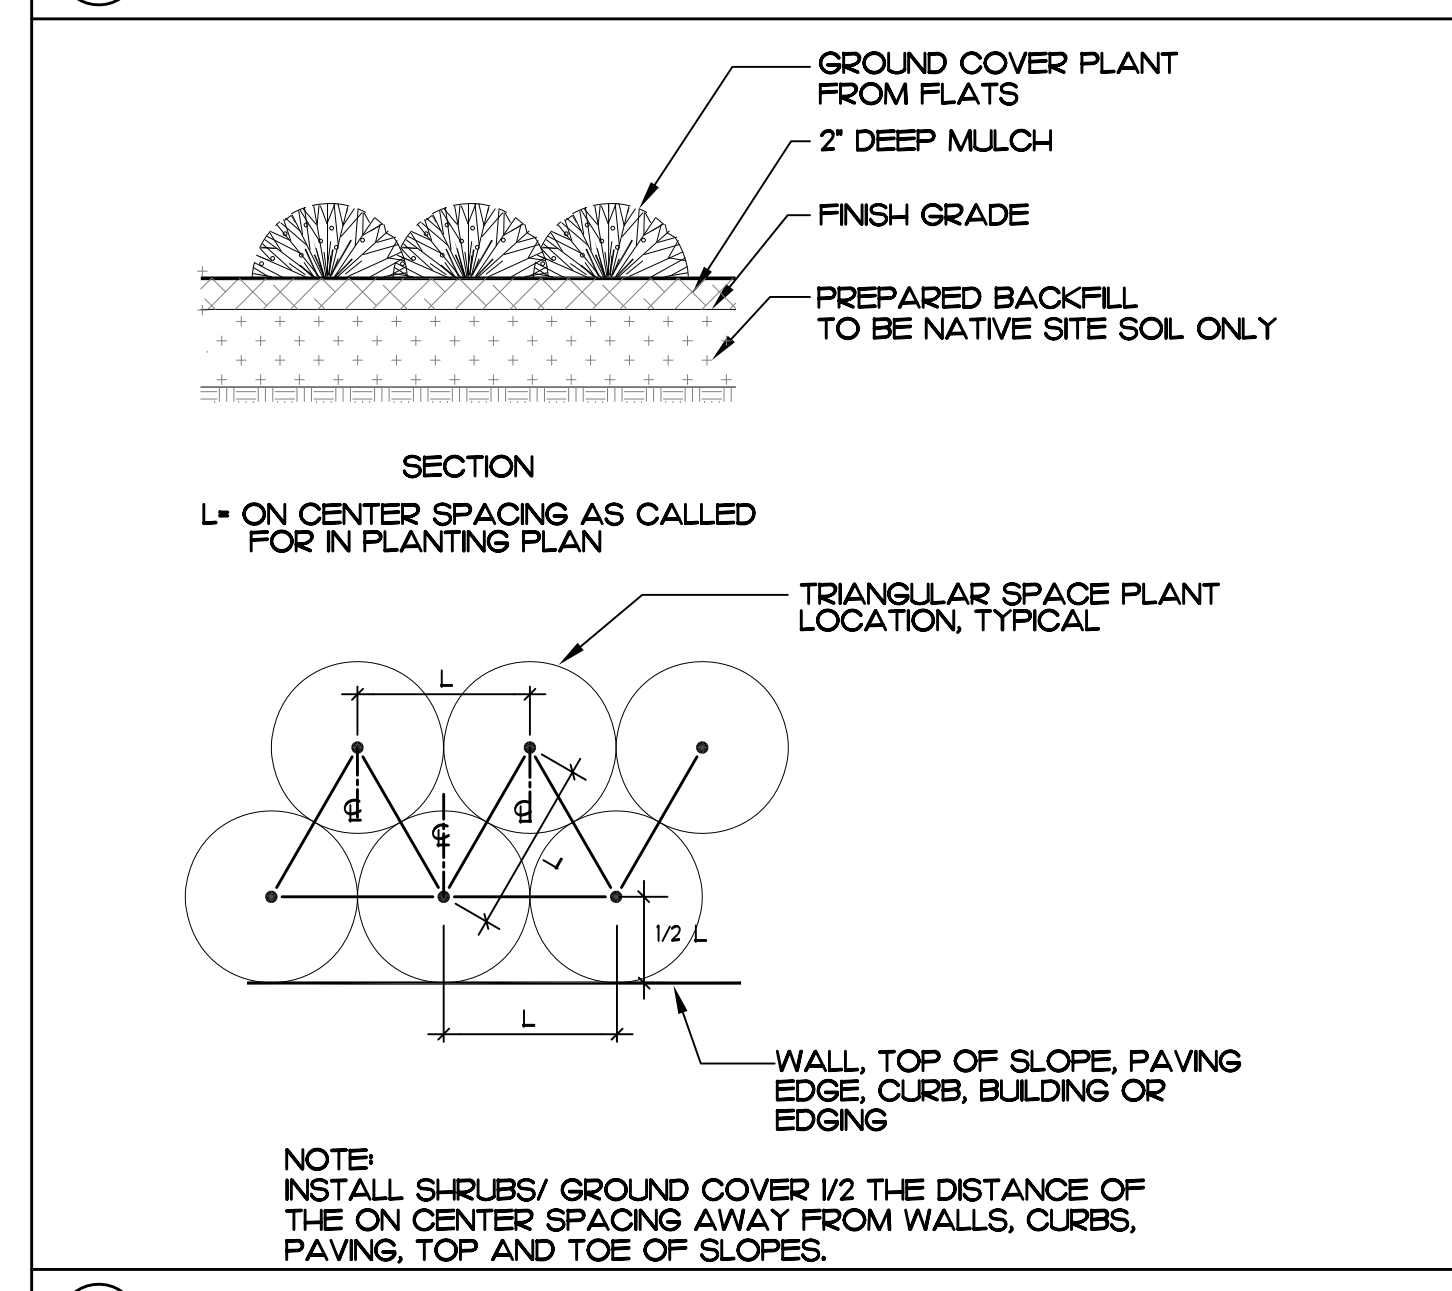 GROUND COVER PLANT
FROM FLATS
2" DEEP MULCH
FINISH GRADE
PREPARED BACKFILL
TO BE NATIVE SITE SOIL ONLY
SECTION
L= ON CENTER SPACING AS CALLED
FOR IN PLANTING PLAN
TRIANGULAR SPACE PLANT
LOCATION, TYPICAL
L
℄
℄
℄
L
1/2 L
L
WALL, TOP OF SLOPE, PAVING
EDGE, CURB, BUILDING OR
EDGING
NOTE:
INSTALL SHRUBS/ GROUND COVER 1/2 THE DISTANCE OF
THE ON CENTER SPACING AWAY FROM WALLS, CURBS,
PAVING, TOP AND TOE OF SLOPES.